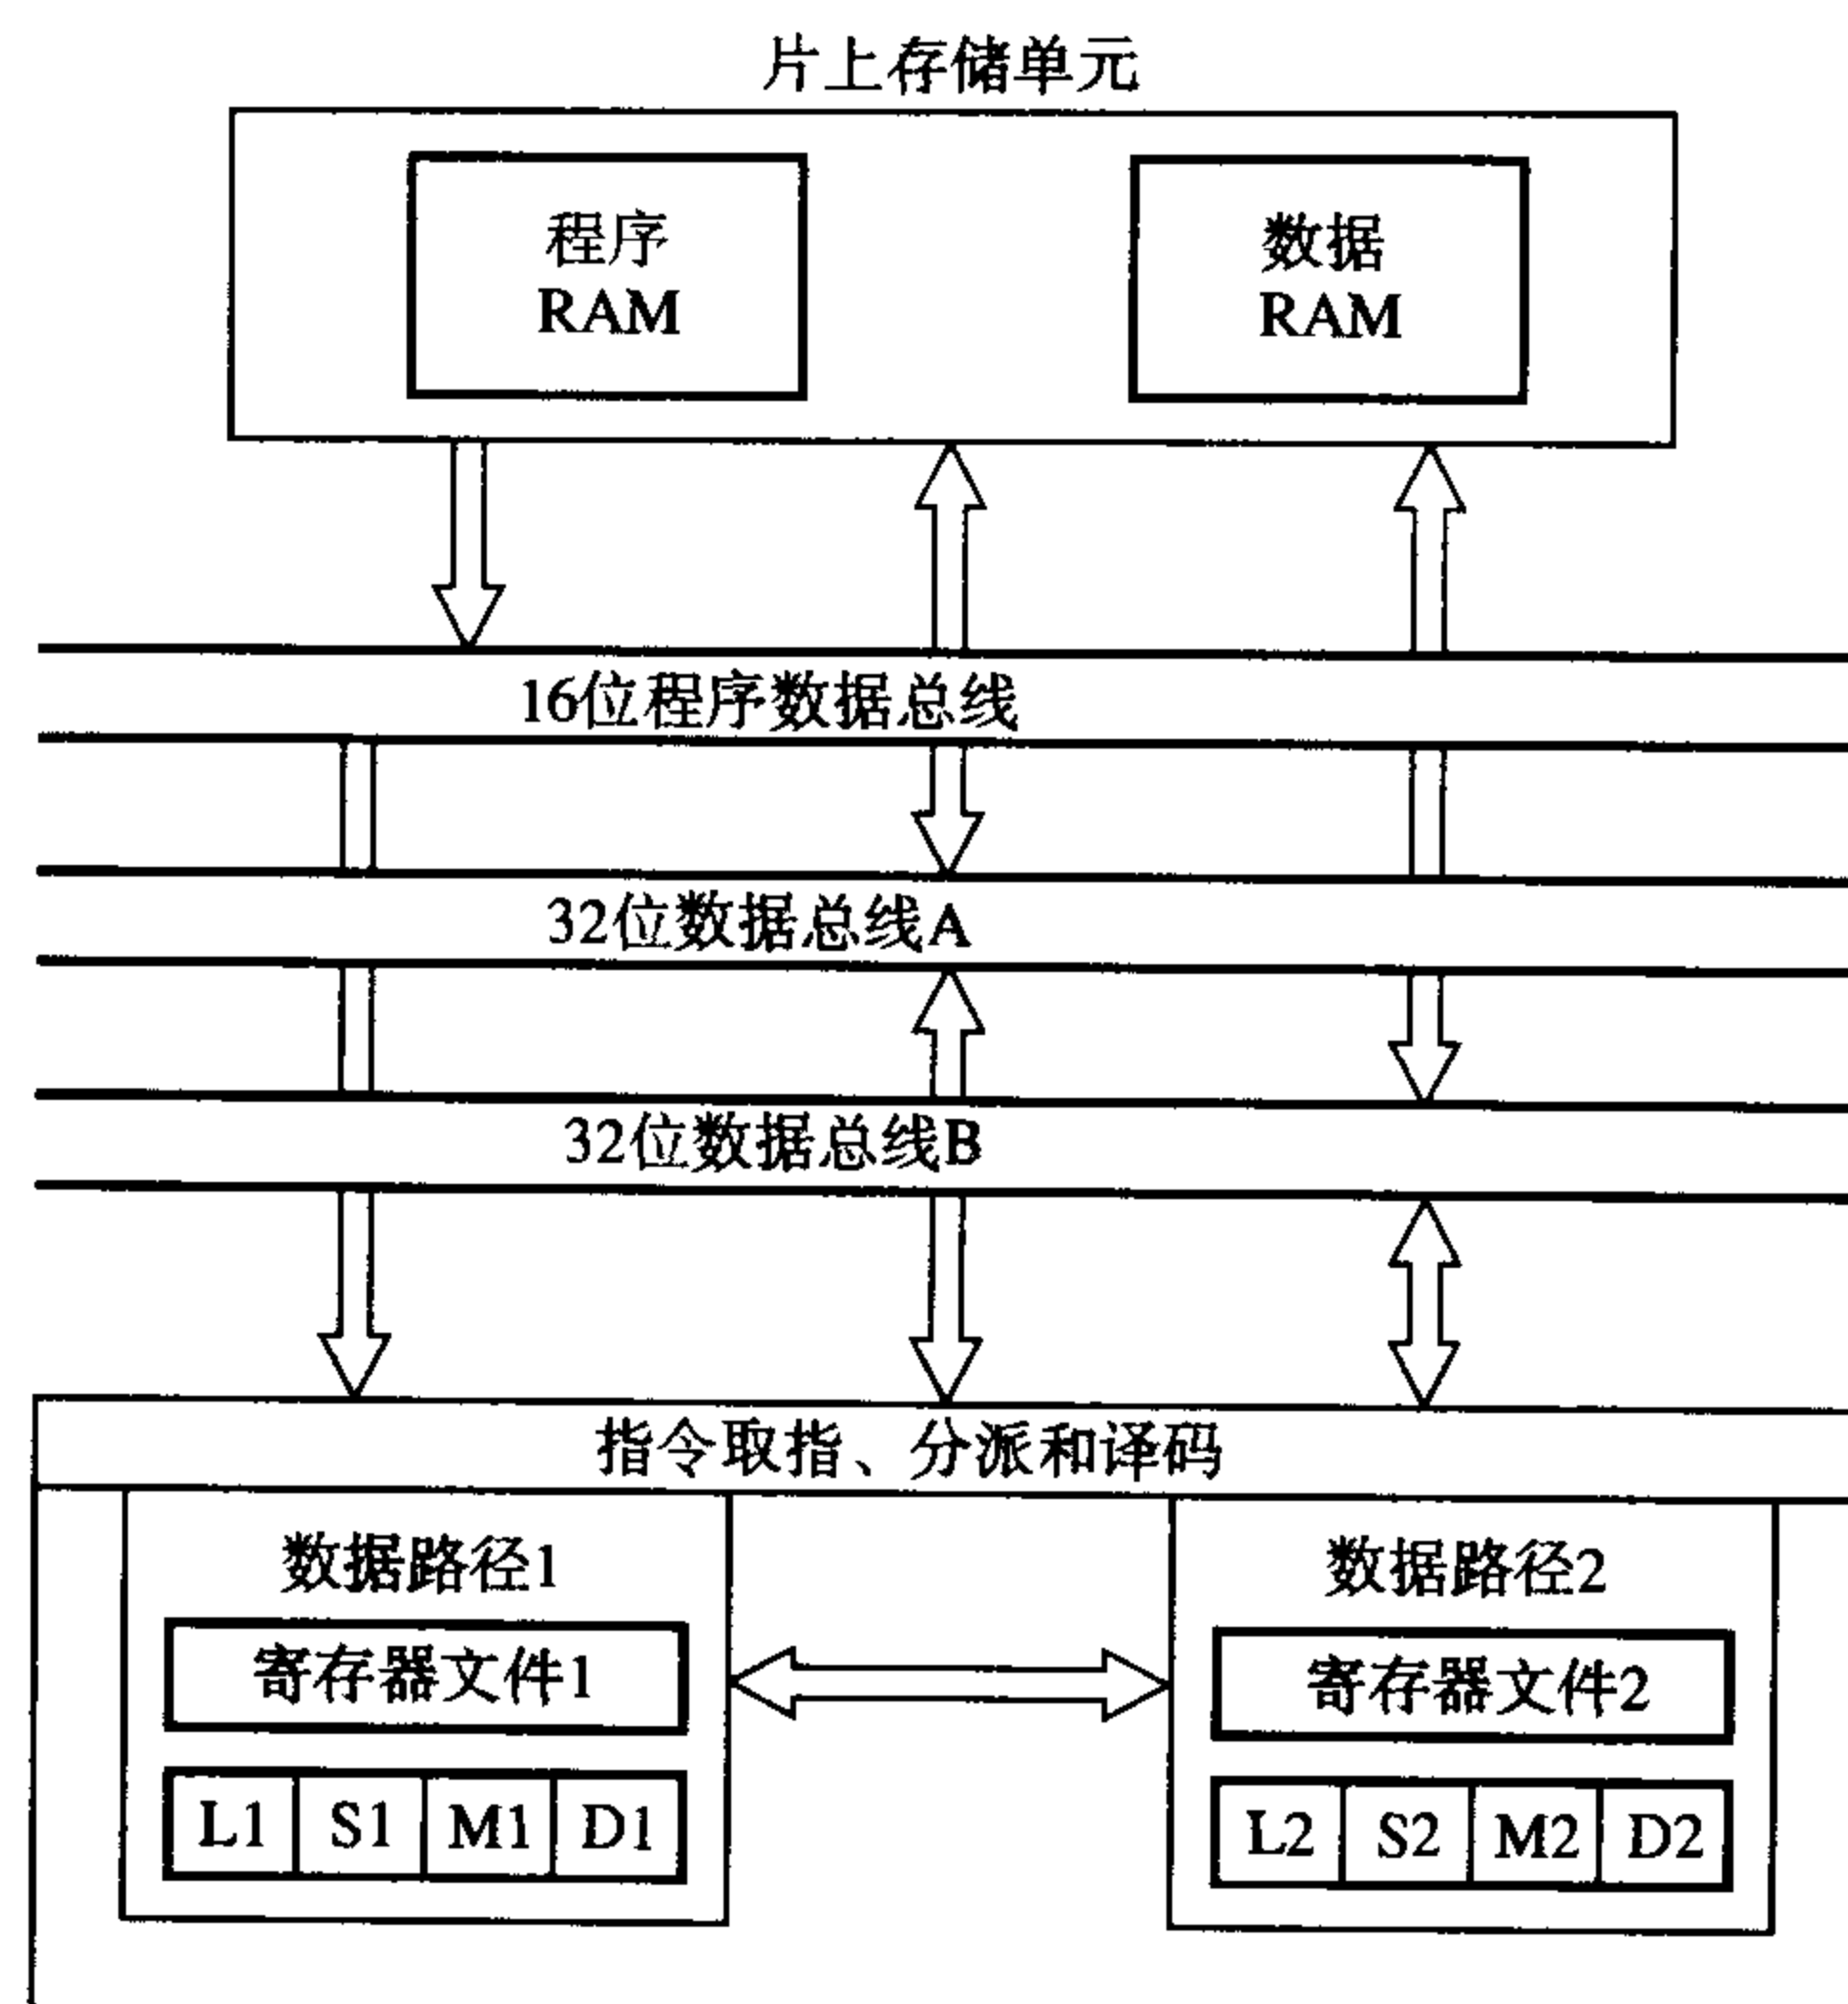 片上存储单元
程序
RAM
数据
RAM
16位程序数据总线
32位数据总线A
32位数据总线B
指令取指、分派和译码
数据路径1
寄存器文件1
L1 S1 M1 D1
数据路径2
寄存器文件2
L2 S2 M2 D2